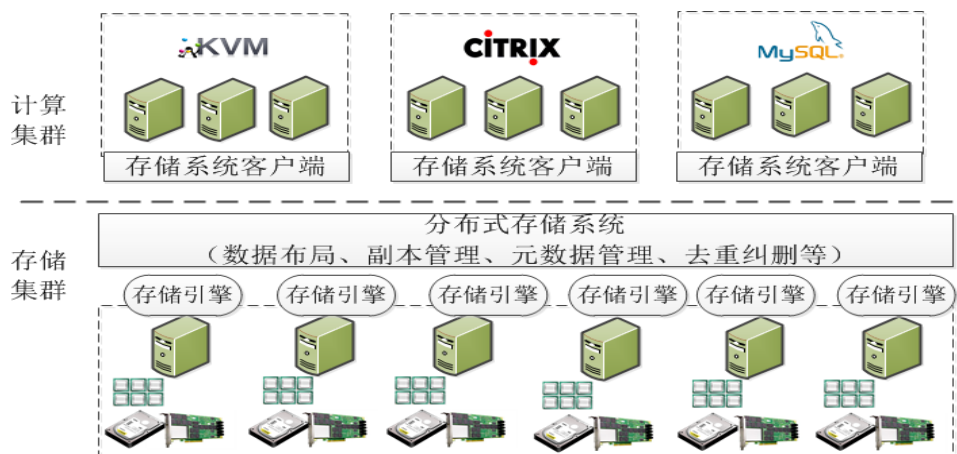 KVM
CİTRIX
MySQL
计算
集群
存储系统客户端
存储系统客户端
存储系统客户端
分布式存储系统
（数据布局、副本管理、元数据管理、去重纠删等）
存储
集群
存储引擎
存储引擎
存储引擎
存储引擎
存储引擎
存储引擎